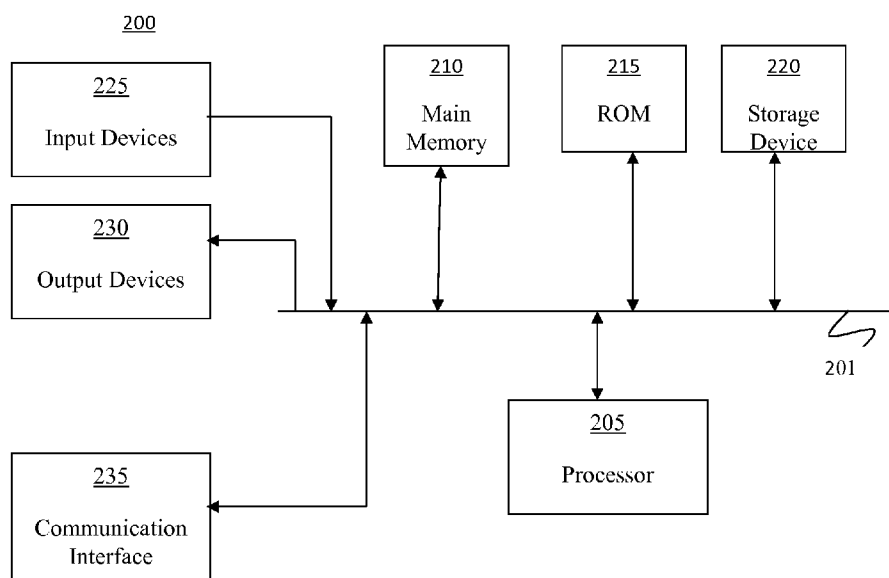 200
225
Input Devices
210
Main
Memory
215
ROM
220
Storage
Device
230
Output Devices
201
205
Processor
235
Communication
Interface